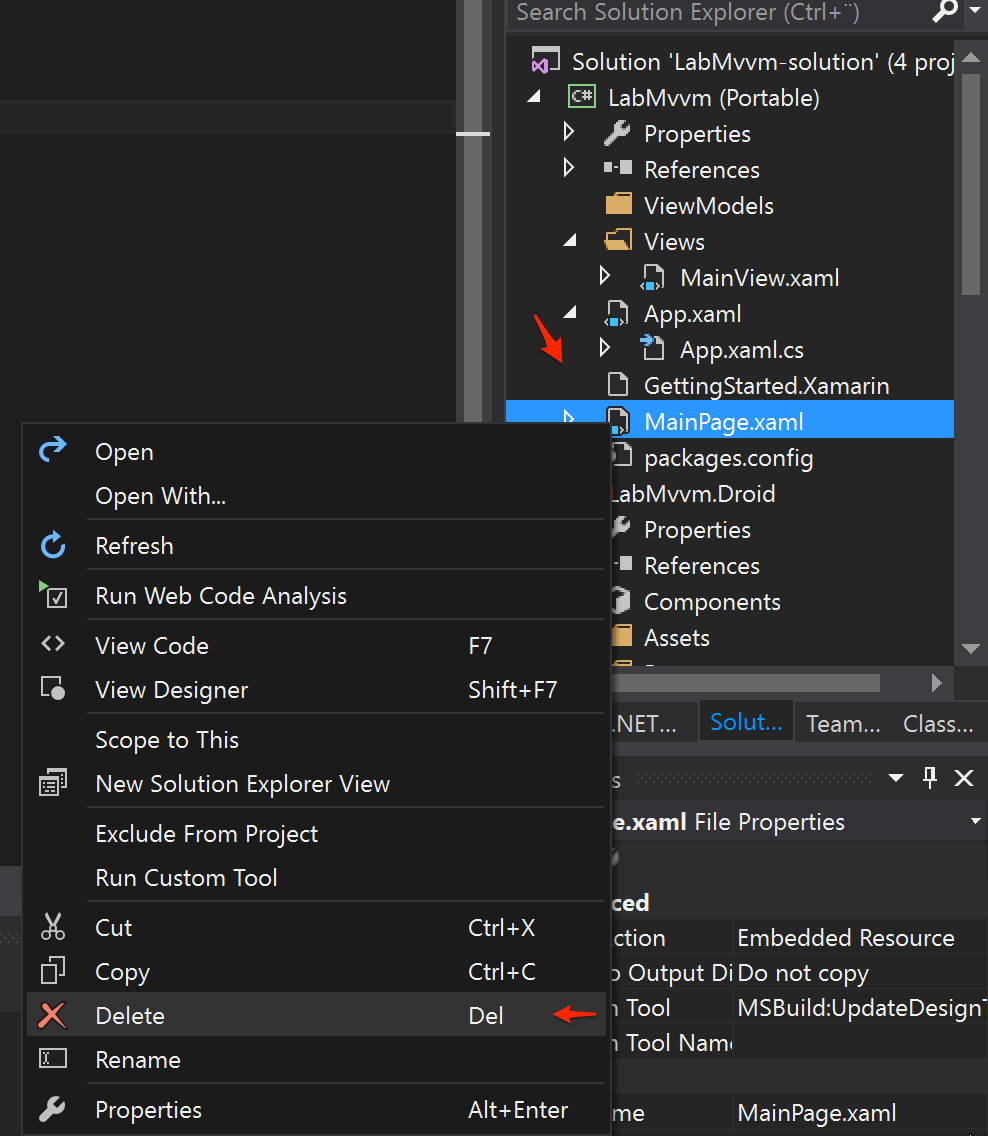 Search Solution Explorer (Ctrl+¨)
Solution 'LabMvvm-solution' (4 proj
C# LabMvvm (Portable)
Properties
References
ViewModels
Views
MainView.xaml
App.xaml
App.xaml.cs
GettingStarted.Xamarin
MainPage.xaml
packages.config
LabMvvm.Droid
Properties
References
Components
Assets
Open
Open With...
Refresh
Run Web Code Analysis
View Code F7
View Designer Shift+F7
Scope to This
New Solution Explorer View
Exclude From Project
Run Custom Tool
Cut Ctrl+X
Copy Ctrl+C
Delete Del
Rename
Properties Alt+Enter
.NET... Solut... Team... Class...
s
e.xaml File Properties
ced
ction Embedded Resource
o Output Di Do not copy
n Tool MSBuild:UpdateDesignT
n Tool Name
me MainPage.xaml